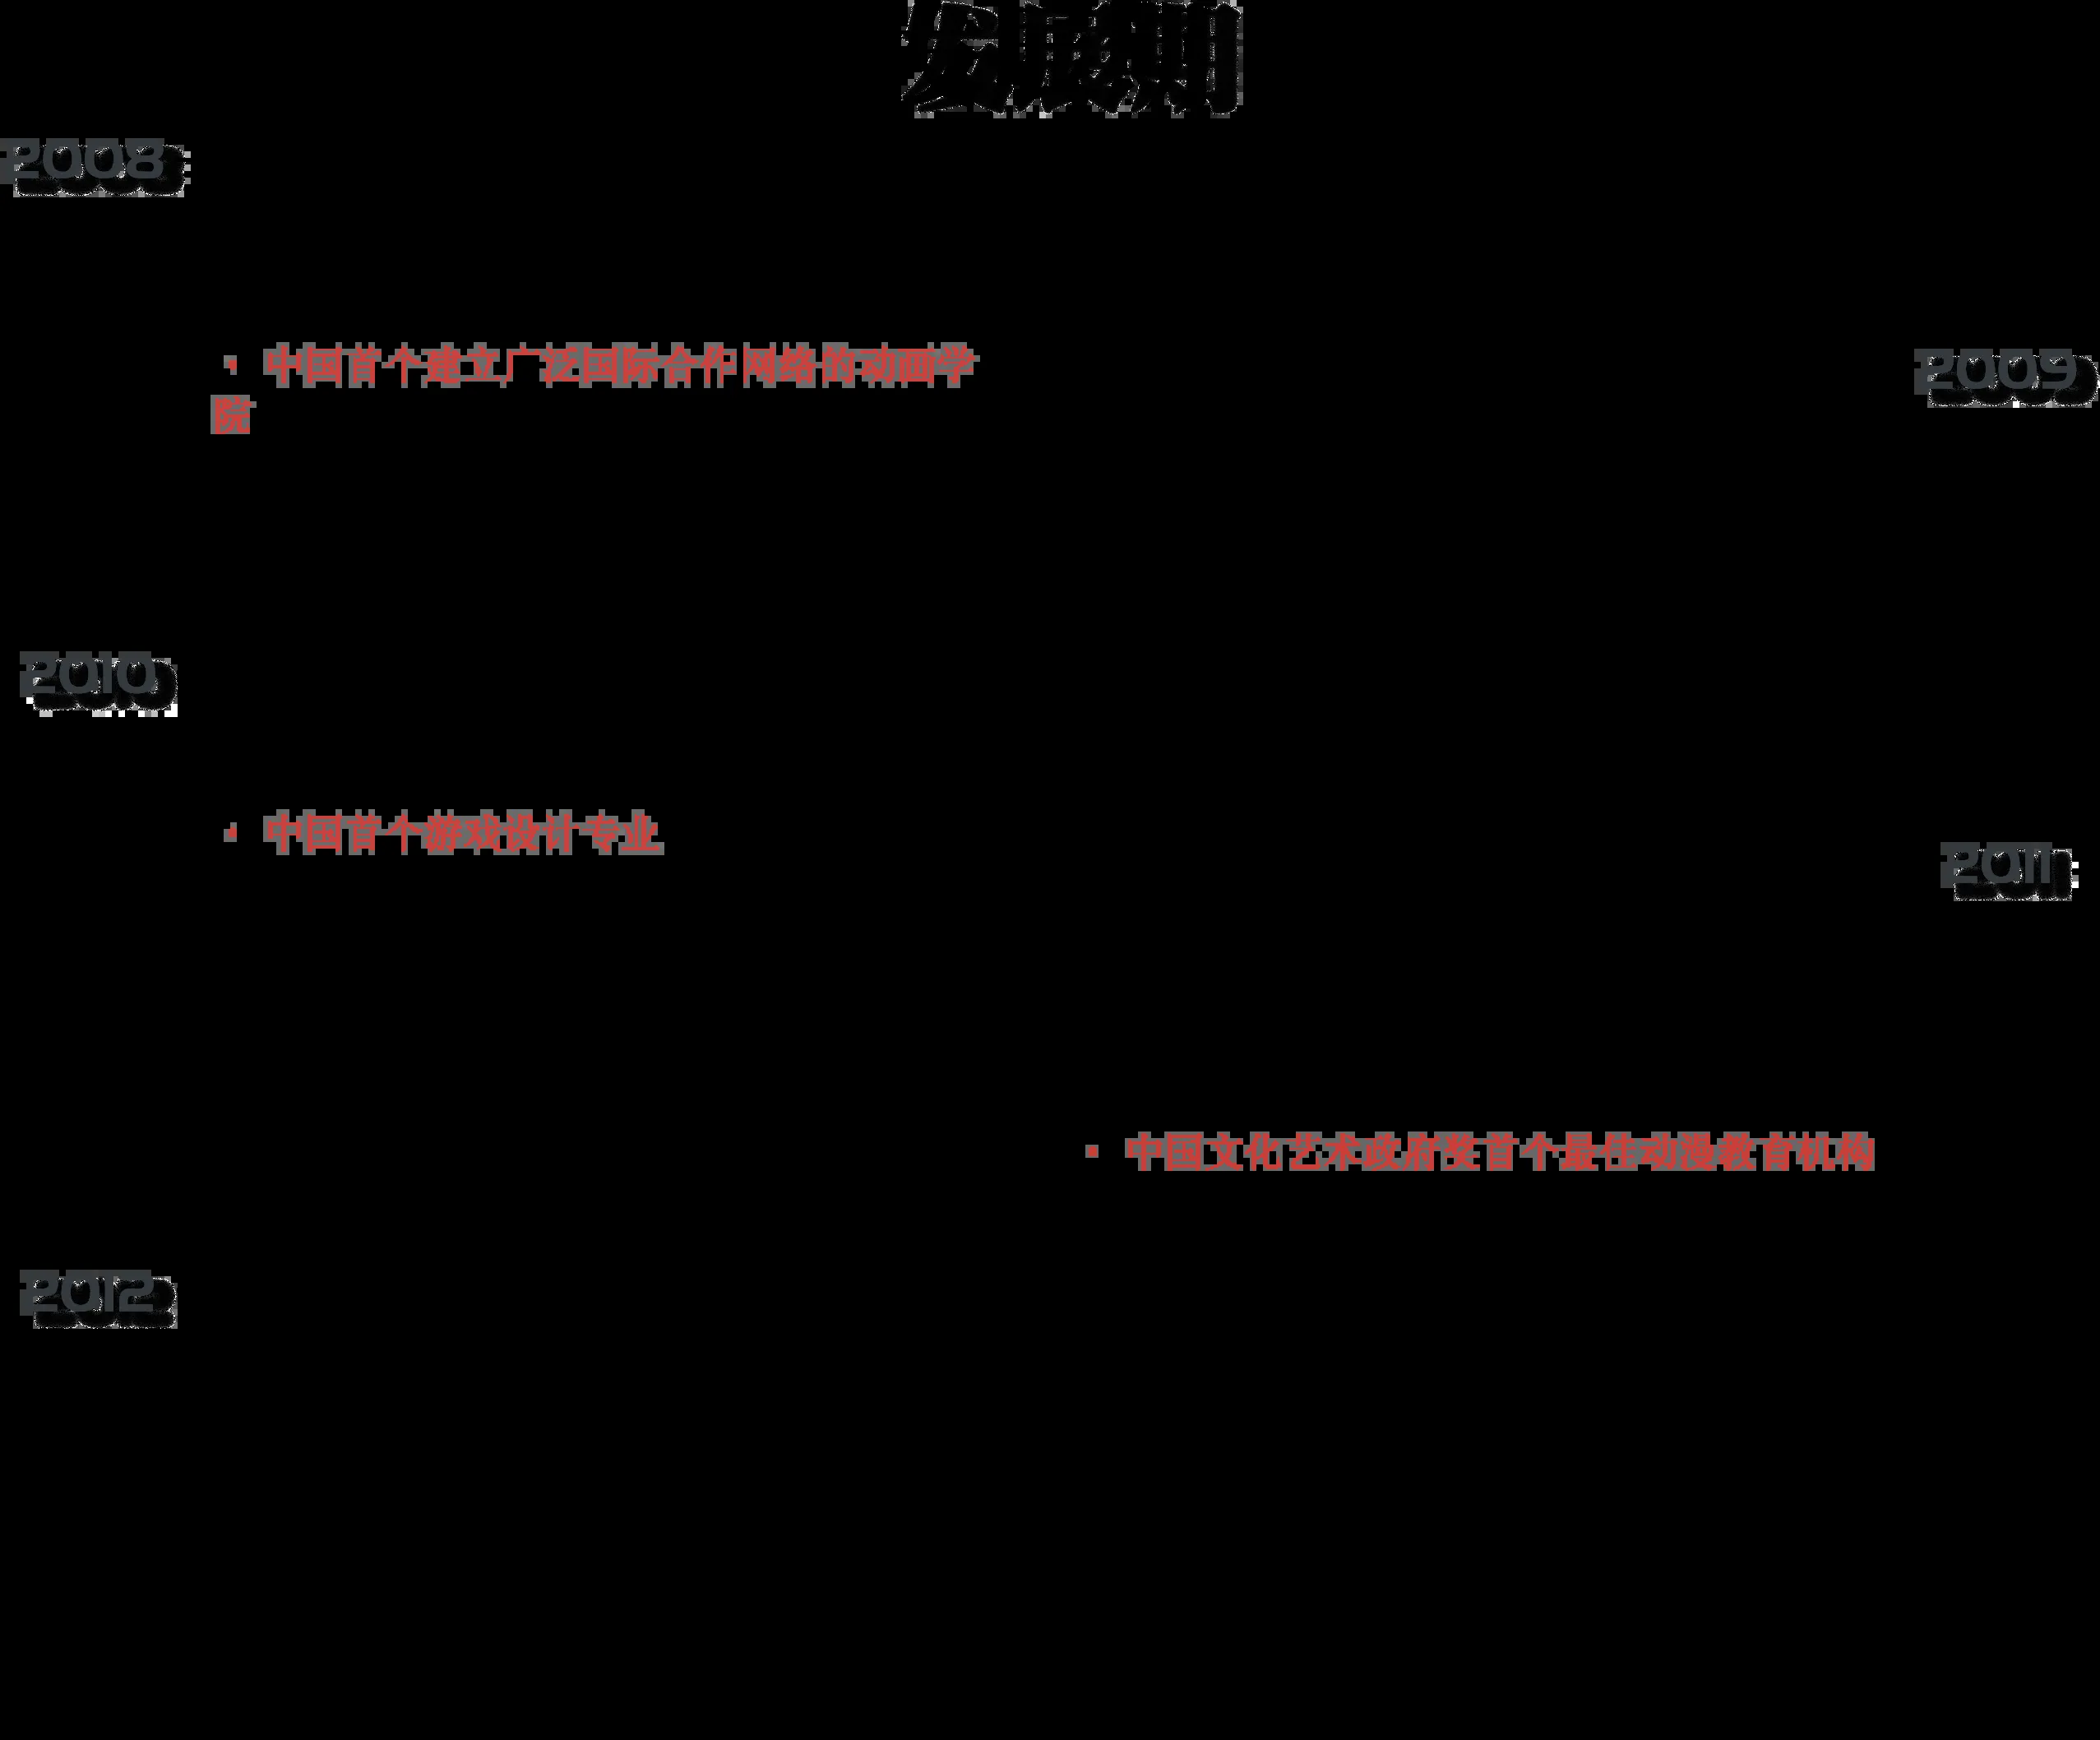 发展期
2008
• 中国首个建立广泛国际合作网络的动画学
院
2009
2010
• 中国首个游戏设计专业
2011
• 中国文化艺术政府奖首个最佳动漫教育机构
2012